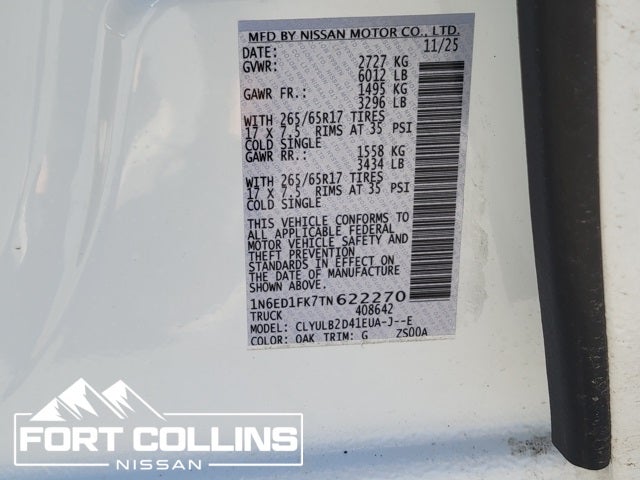 MFD BY NISSAN MOTOR CO., LTD.
DATE: 11/25
GVWR: 2727 KG
6012 LB
GAWR FR.: 1495 KG
3296 LB
WITH 265/65R17 TIRES
17 X 7.5 RIMS AT 35 PSI
COLD SINGLE
GAWR RR.: 1558 KG
3434 LB
WITH 265/65R17 TIRES
17 X 7.5 RIMS AT 35 PSI
COLD SINGLE
THIS VEHICLE CONFORMS TO
ALL APPLICABLE FEDERAL
MOTOR VEHICLE SAFETY AND
THEFT PREVENTION
STANDARDS IN EFFECT ON
THE DATE OF MANUFACTURE
SHOWN ABOVE.
1N6ED1FK7TN622270
TRUCK 408642
MODEL: CLYULB2D41EUA-J--E
COLOR: QAK TRIM: G ZS00A
FORT COLLINS
NISSAN